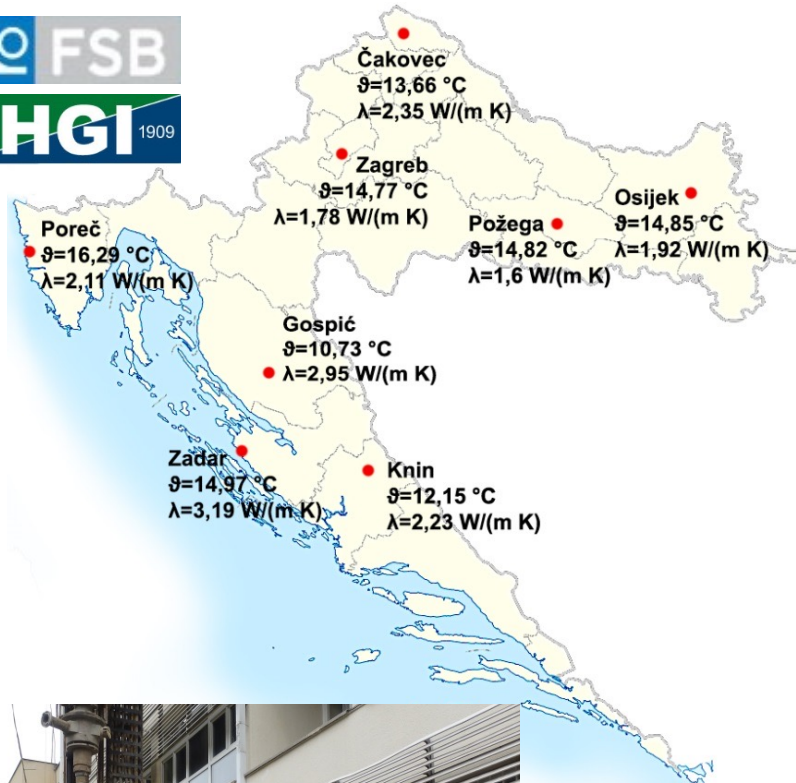 FSB
HGI 1909
Čakovec
ϑ=13,66 °C
λ=2,35 W/(m K)
Zagreb
ϑ=14,77 °C
λ=1,78 W/(m K)
Osijek
ϑ=14,85 °C
λ=1,92 W/(m K)
Požega
ϑ=14,82 °C
λ=1,6 W/(m K)
Poreč
ϑ=16,29 °C
λ=2,11 W/(m K)
Gospić
ϑ=10,73 °C
λ=2,95 W/(m K)
Zadar
ϑ=14,97 °C
λ=3,19 W/(m K)
Knin
ϑ=12,15 °C
λ=2,23 W/(m K)